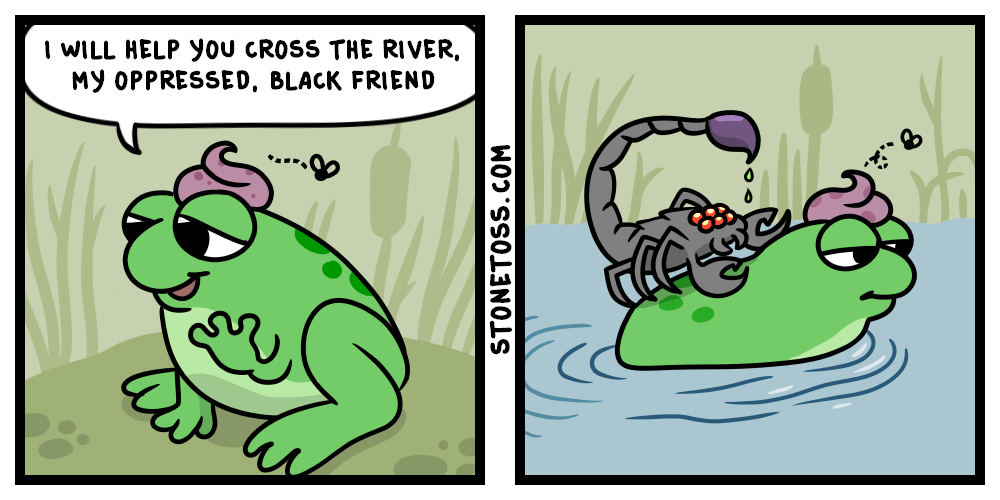 I WILL HELP YOU CROSS THE RIVER,
MY OPPRESSED, BLACK FRIEND
STONETOSS.COM